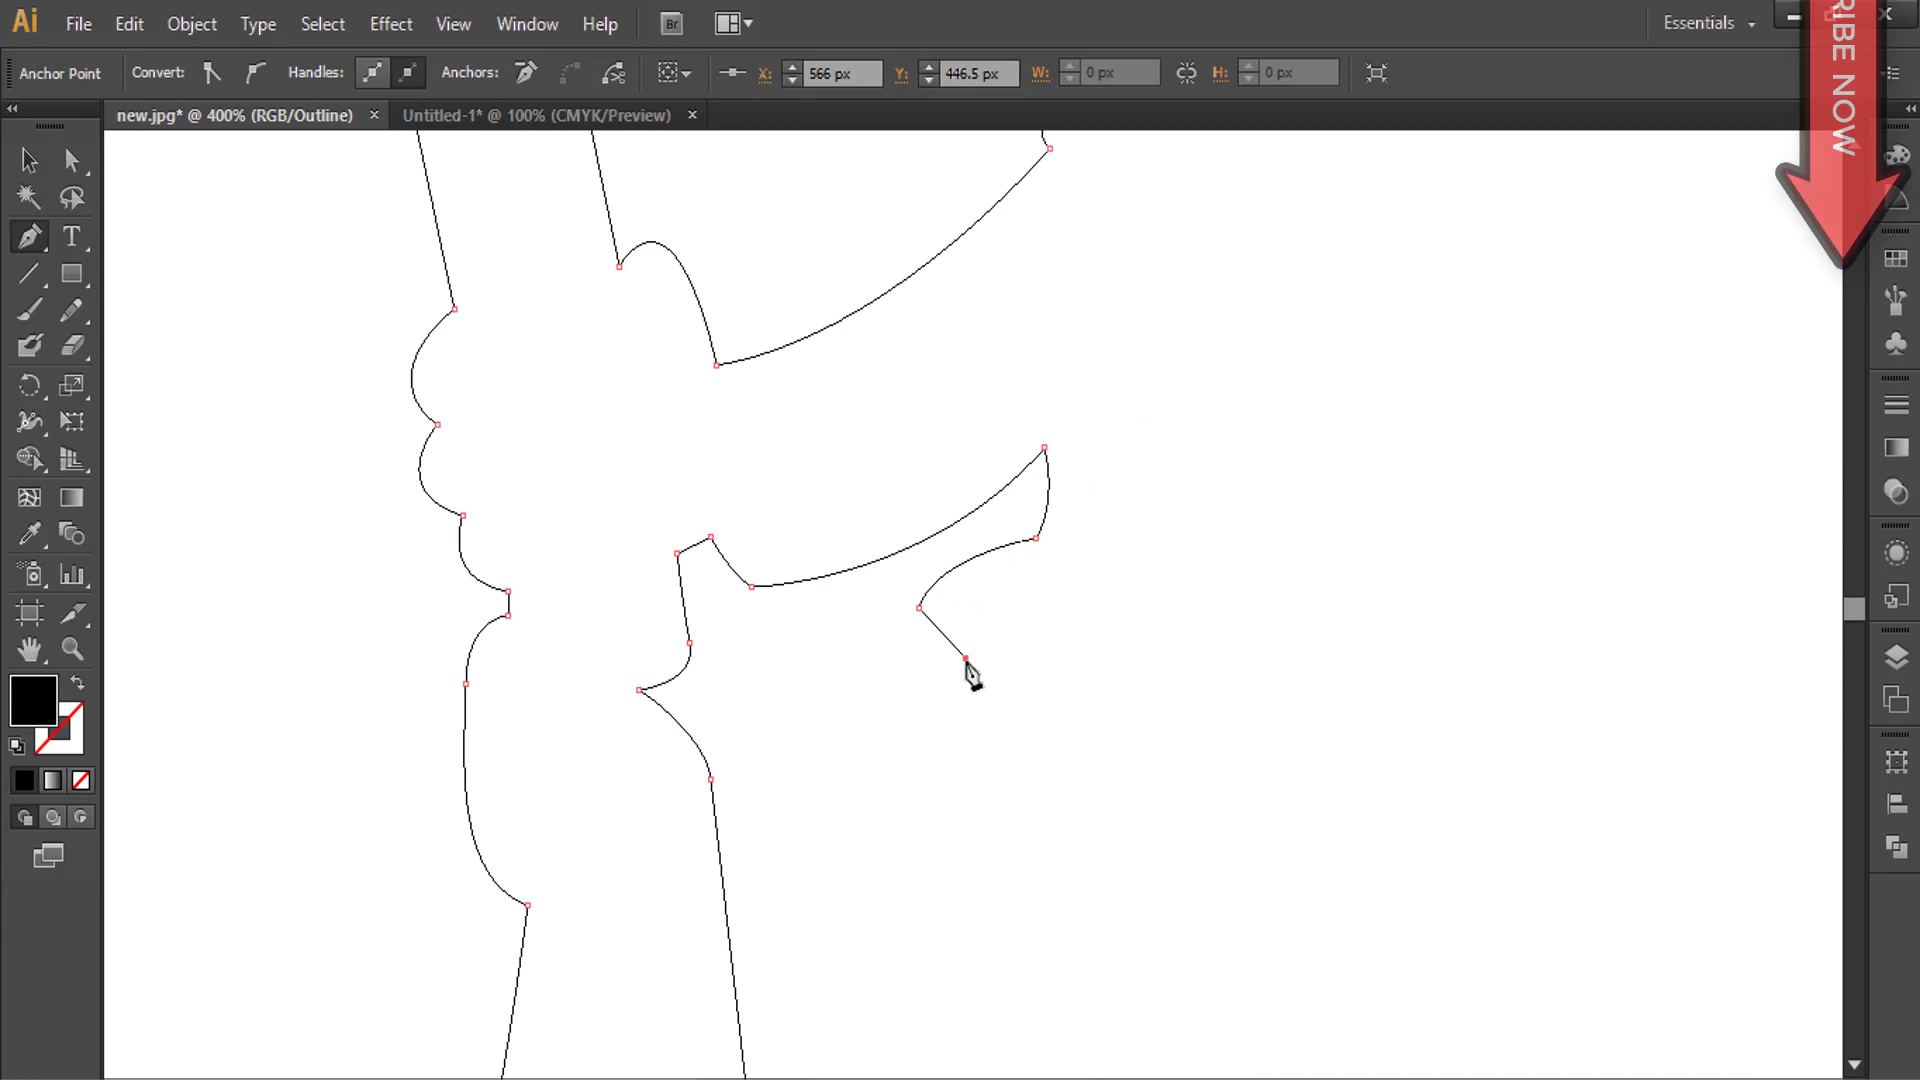 Ai File Edit Object Type Select Effect View Window Help Br Essentials
Anchor Point Convert: Handles: Anchors: X: 566 px Y: 446.5 px W: 0 px H: 0 px
new.jpg* @ 400% (RGB/Outline) × Untitled-1* @ 100% (CMYK/Preview) ×
T
RIBE NOW